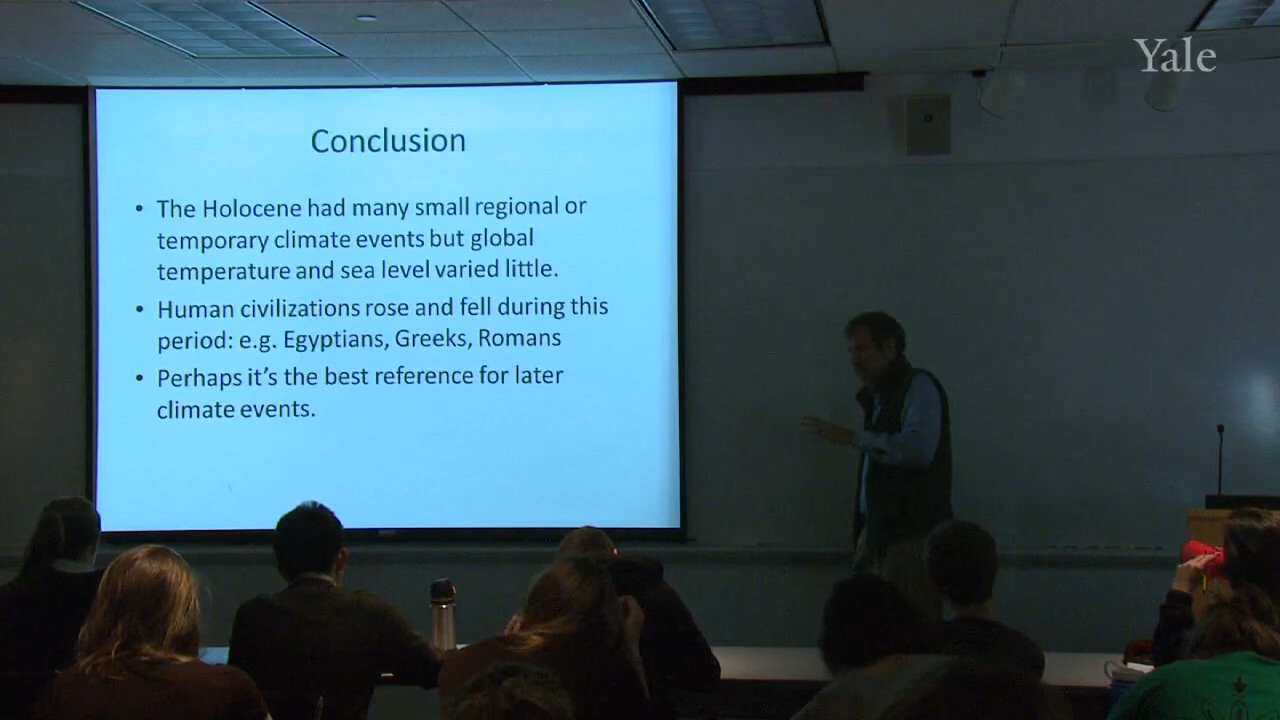 Yale
Conclusion
• The Holocene had many small regional or
temporary climate events but global
temperature and sea level varied little.
• Human civilizations rose and fell during this
period: e.g. Egyptians, Greeks, Romans
• Perhaps it's the best reference for later
climate events.